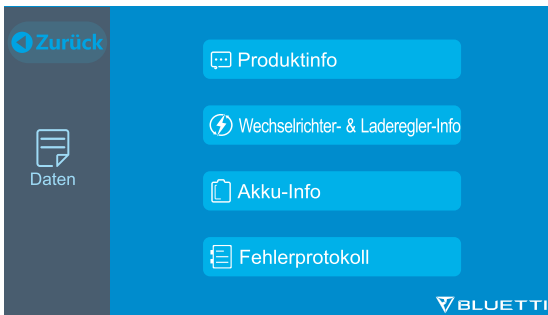 Zurück
Daten
Produktinfo
Wechselrichter- & Laderegler-Info
Akku-Info
Fehlerprotokoll
BLUETTI